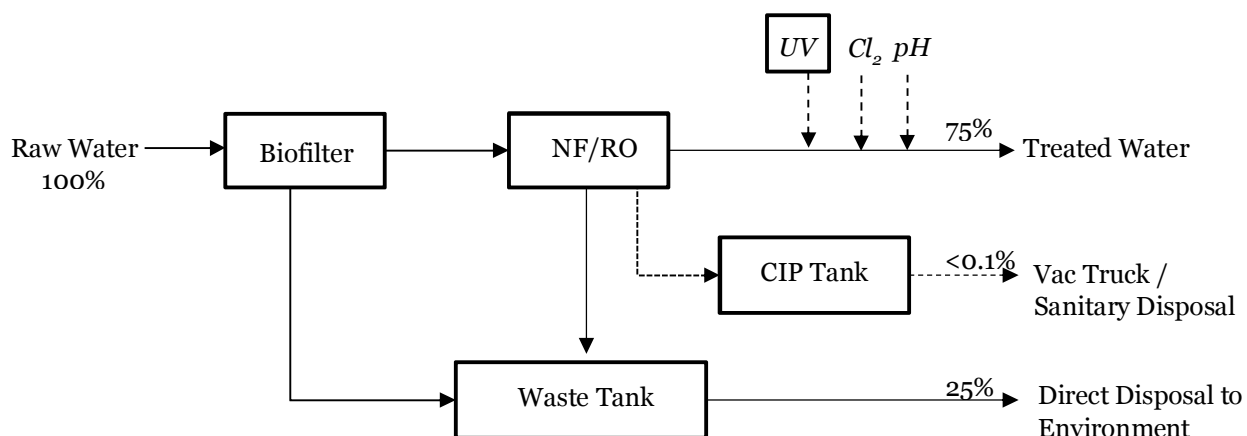 UV
Cl₂ pH
75%
Raw Water
100%
Biofilter
NF/RO
Treated Water
CIP Tank
<0.1%
Vac Truck /
Sanitary Disposal
Waste Tank
25%
Direct Disposal to
Environment